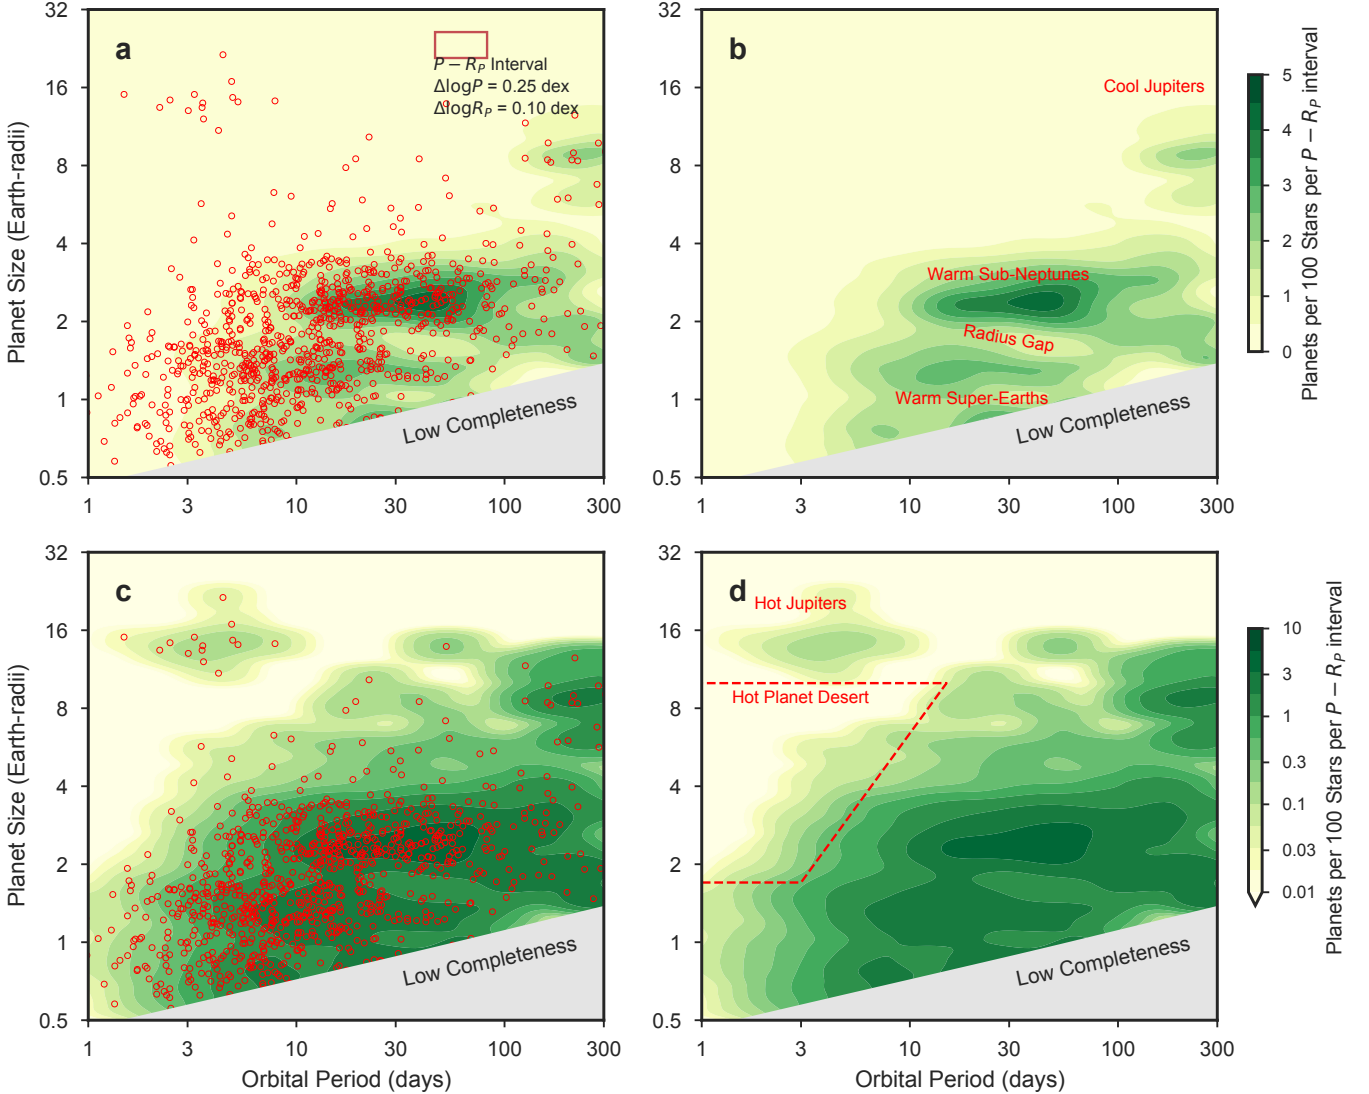 32
16
8
4
2
1
0.5
Planet Size (Earth-radii)
a
P − R_P Interval
ΔlogP = 0.25 dex
ΔlogR_P = 0.10 dex
Low Completeness
1
3
10
30
100
300
32
16
8
4
2
1
0.5
b
Cool Jupiters
Warm Sub-Neptunes
Radius Gap
Warm Super-Earths
Low Completeness
1
3
10
30
100
300
5
4
3
2
1
0
Planets per 100 Stars per P − R_P interval
32
16
8
4
2
1
0.5
Planet Size (Earth-radii)
c
Low Completeness
1
3
10
30
100
300
Orbital Period (days)
32
16
8
4
2
1
0.5
d
Hot Jupiters
Hot Planet Desert
Low Completeness
1
3
10
30
100
300
Orbital Period (days)
10
3
1
0.3
0.1
0.03
0.01
Planets per 100 Stars per P − R_P interval